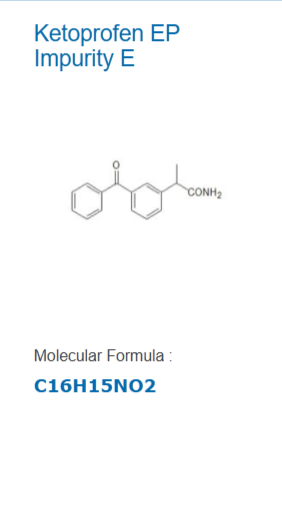 Ketoprofen EP
Impurity E
O
CONH₂
Molecular Formula :
C16H15NO2